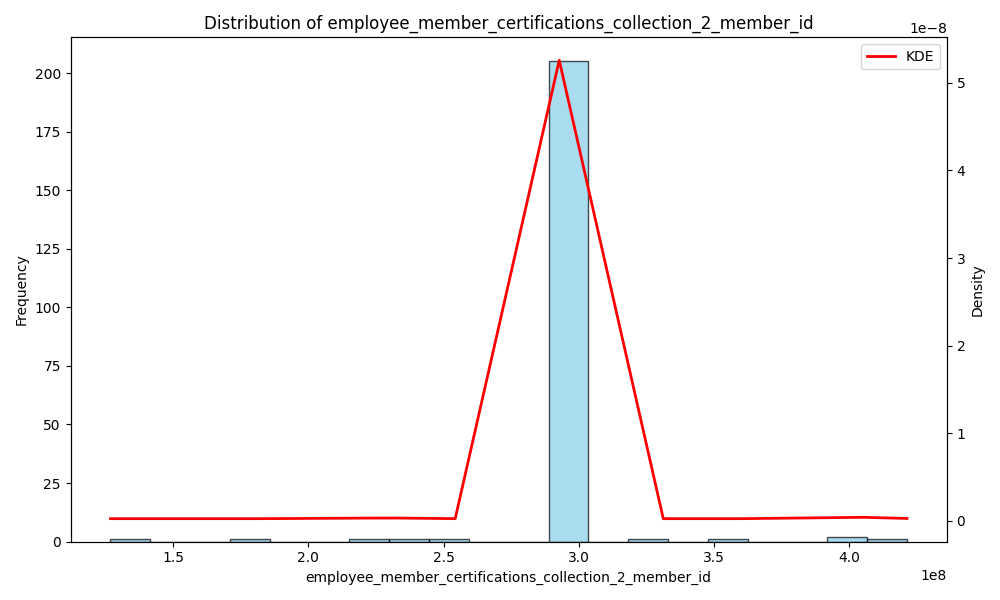 Distribution of employee_member_certifications_collection_2_member_id
1e−8
KDE
200
175
150
125
100
75
50
25
0
Frequency
5
4
3
2
1
0
Density
1.5 2.0 2.5 3.0 3.5 4.0
1e8
employee_member_certifications_collection_2_member_id